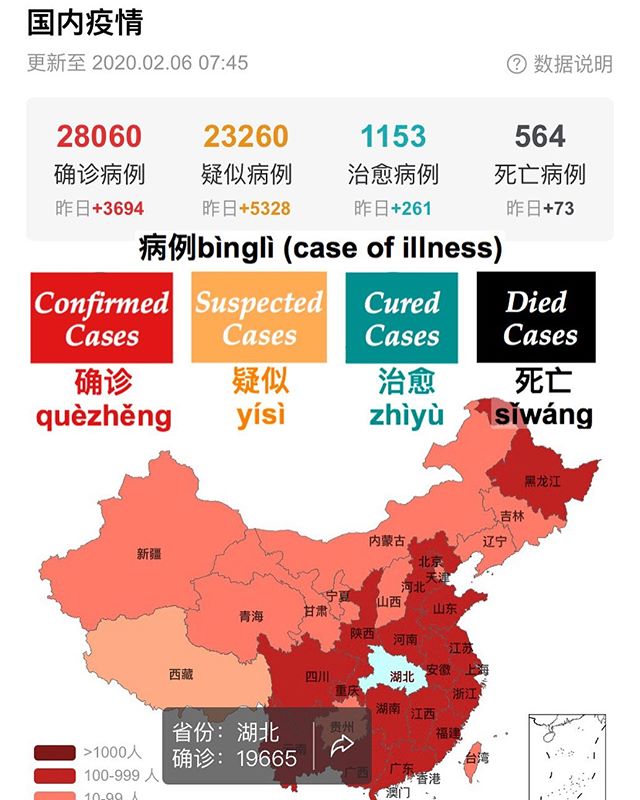 国内疫情
更新至 2020.02.06 07:45
? 数据说明
28060 23260 1153 564
确诊病例 疑似病例 治愈病例 死亡病例
昨日+3694 昨日+5328 昨日+261 昨日+73
病例bìnglì (case of illness)
Confirmed Cases
Suspected Cases
Cured Cases
Died Cases
确诊 疑似 治愈 死亡
quèzhěng yísì zhìyù sǐwáng
黑龙江
吉林
辽宁
内蒙古
新疆
北京
天津
河北
宁夏
山西
山东
青海
甘肃
陕西
河南
江苏
西藏
四川
湖北
安徽
上海
重庆
浙江
湖南
江西
贵州
福建
云南
台湾
广西
广东
香港
澳门
省份：湖北
确诊：19665
>1000人
100-999 人
10-99 人